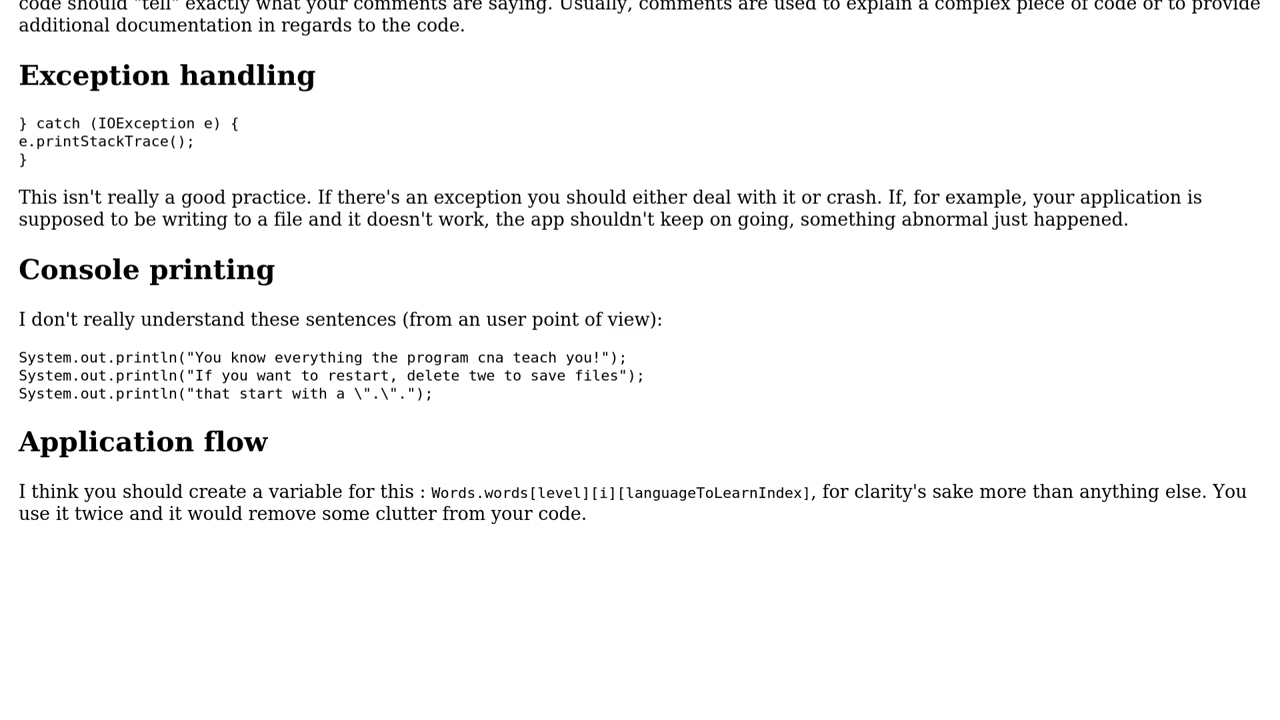 code should "tell" exactly what your comments are saying. Usually, comments are used to explain a complex piece of code or to provide
additional documentation in regards to the code.
Exception handling
} catch (IOException e) {
e.printStackTrace();
}
This isn't really a good practice. If there's an exception you should either deal with it or crash. If, for example, your application is
supposed to be writing to a file and it doesn't work, the app shouldn't keep on going, something abnormal just happened.
Console printing
I don't really understand these sentences (from an user point of view):
System.out.println("You know everything the program cna teach you!");
System.out.println("If you want to restart, delete twe to save files");
System.out.println("that start with a \".\".");
Application flow
I think you should create a variable for this : Words.words[level][i][languageToLearnIndex], for clarity's sake more than anything else. You
use it twice and it would remove some clutter from your code.